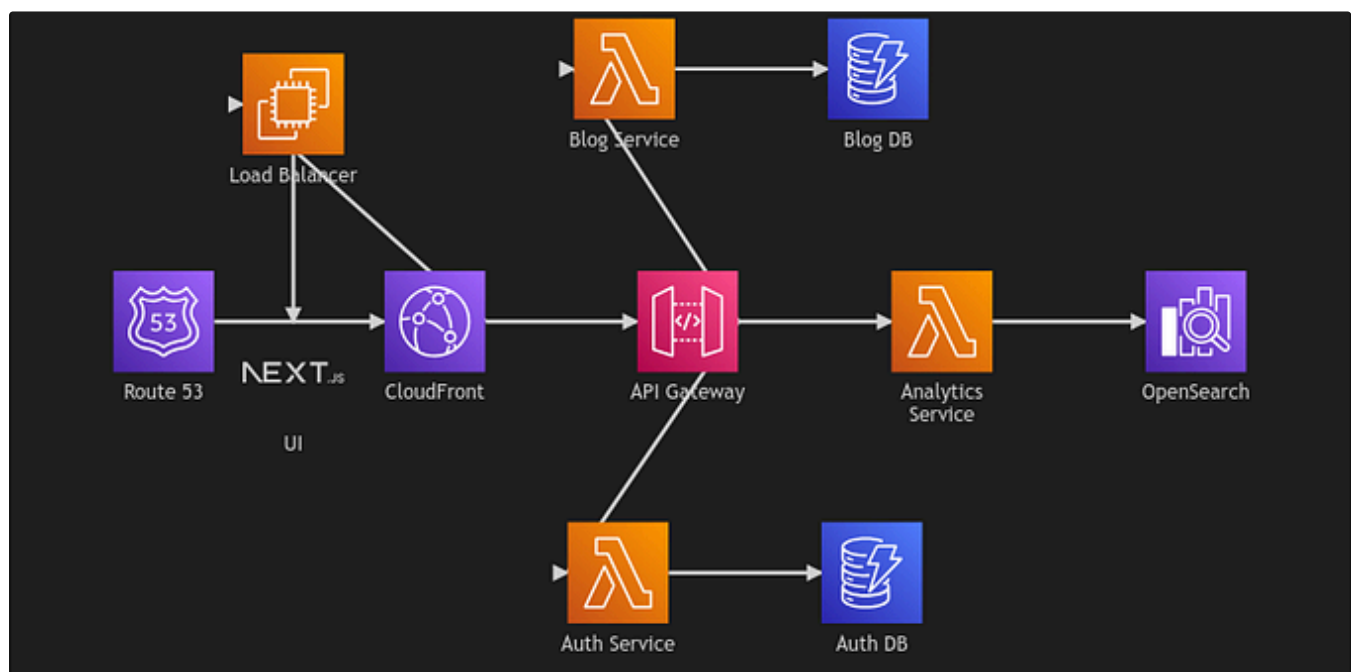 Blog Service
Blog DB
Load Balancer
53
Route 53
NEXT.JS
UI
CloudFront
</>
API Gateway
Analytics
Service
OpenSearch
Auth Service
Auth DB